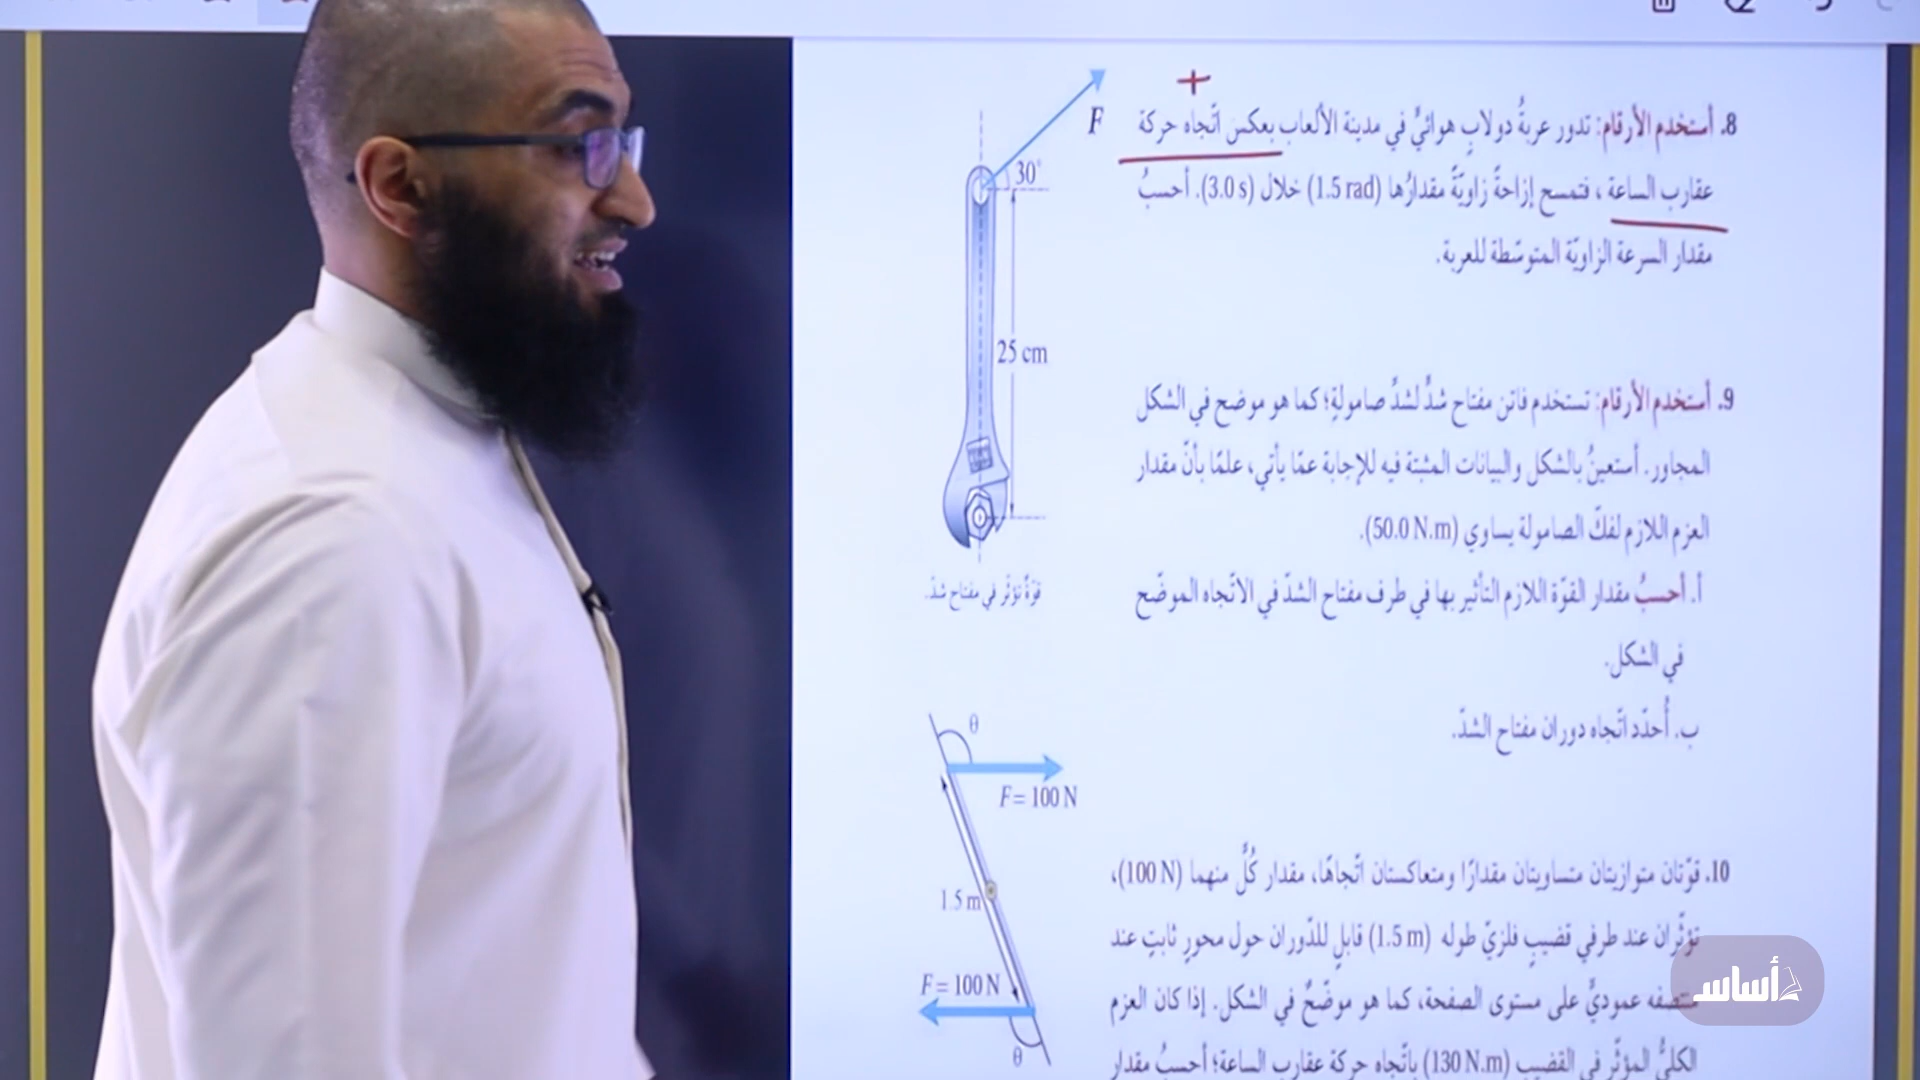 +
8. أستخدم الأرقام: تدور عربةُ دولابٍ هوائيٍّ في مدينة الألعاب بعكس اتّجاه حركة
عقارب الساعة ، فتمسح إزاحةً زاويّةً مقدارُها (1.5 rad) خلال (3.0 s). أحسبُ
مقدار السرعة الزاويّة المتوسّطة للعربة.
F
30°
25 cm
قوّةٌ تؤثّر في مفتاح شدّ.
9. أستخدم الأرقام: تستخدم فاتن مفتاح شدٍّ لشدِّ صامولةٍ؛ كما هو موضح في الشكل
المجاور. أستعينُ بالشكل والبيانات المثبتة فيه للإجابة عمّا يأتي، علمًا بأنّ مقدار
العزم اللازم لفكّ الصامولة يساوي (50.0 N.m).
أ. أحسبُ مقدار القوّة اللازم التأثير بها في طرف مفتاح الشدّ في الاتّجاه الموضّح
في الشكل.
ب. أُحدّد اتّجاه دوران مفتاح الشدّ.
θ
F = 100 N
1.5 m
F = 100 N
θ
10. قوّتان متوازيتان متساويتان مقدارًا ومتعاكستان اتّجاهًا، مقدار كُلٍّ منهما (100 N)،
تؤثّران عند طرفي قضيبٍ فلزيّ طوله (1.5 m) قابلٍ للدّوران حول محورٍ ثابتٍ عند
منتصفه عموديٍّ على مستوى الصفحة، كما هو موضّحٌ في الشكل. إذا كان العزم
الكليُّ المؤثّر في القضيب (130 N.m) باتّجاه حركة عقارب الساعة؛ أحسبُ مقدار
أساس